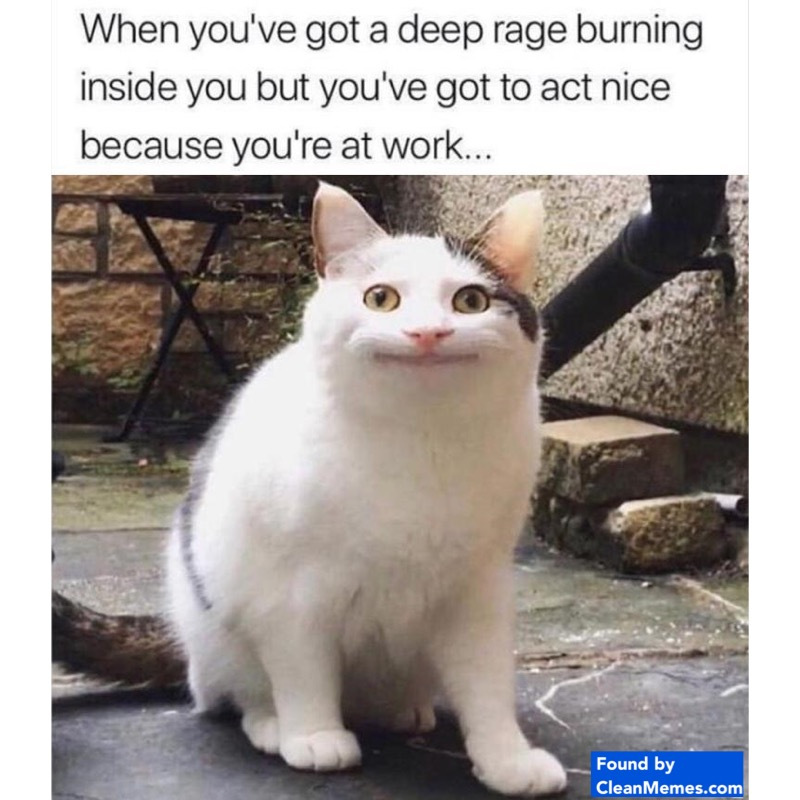 When you've got a deep rage burning
inside you but you've got to act nice
because you're at work...
Found by
CleanMemes.com